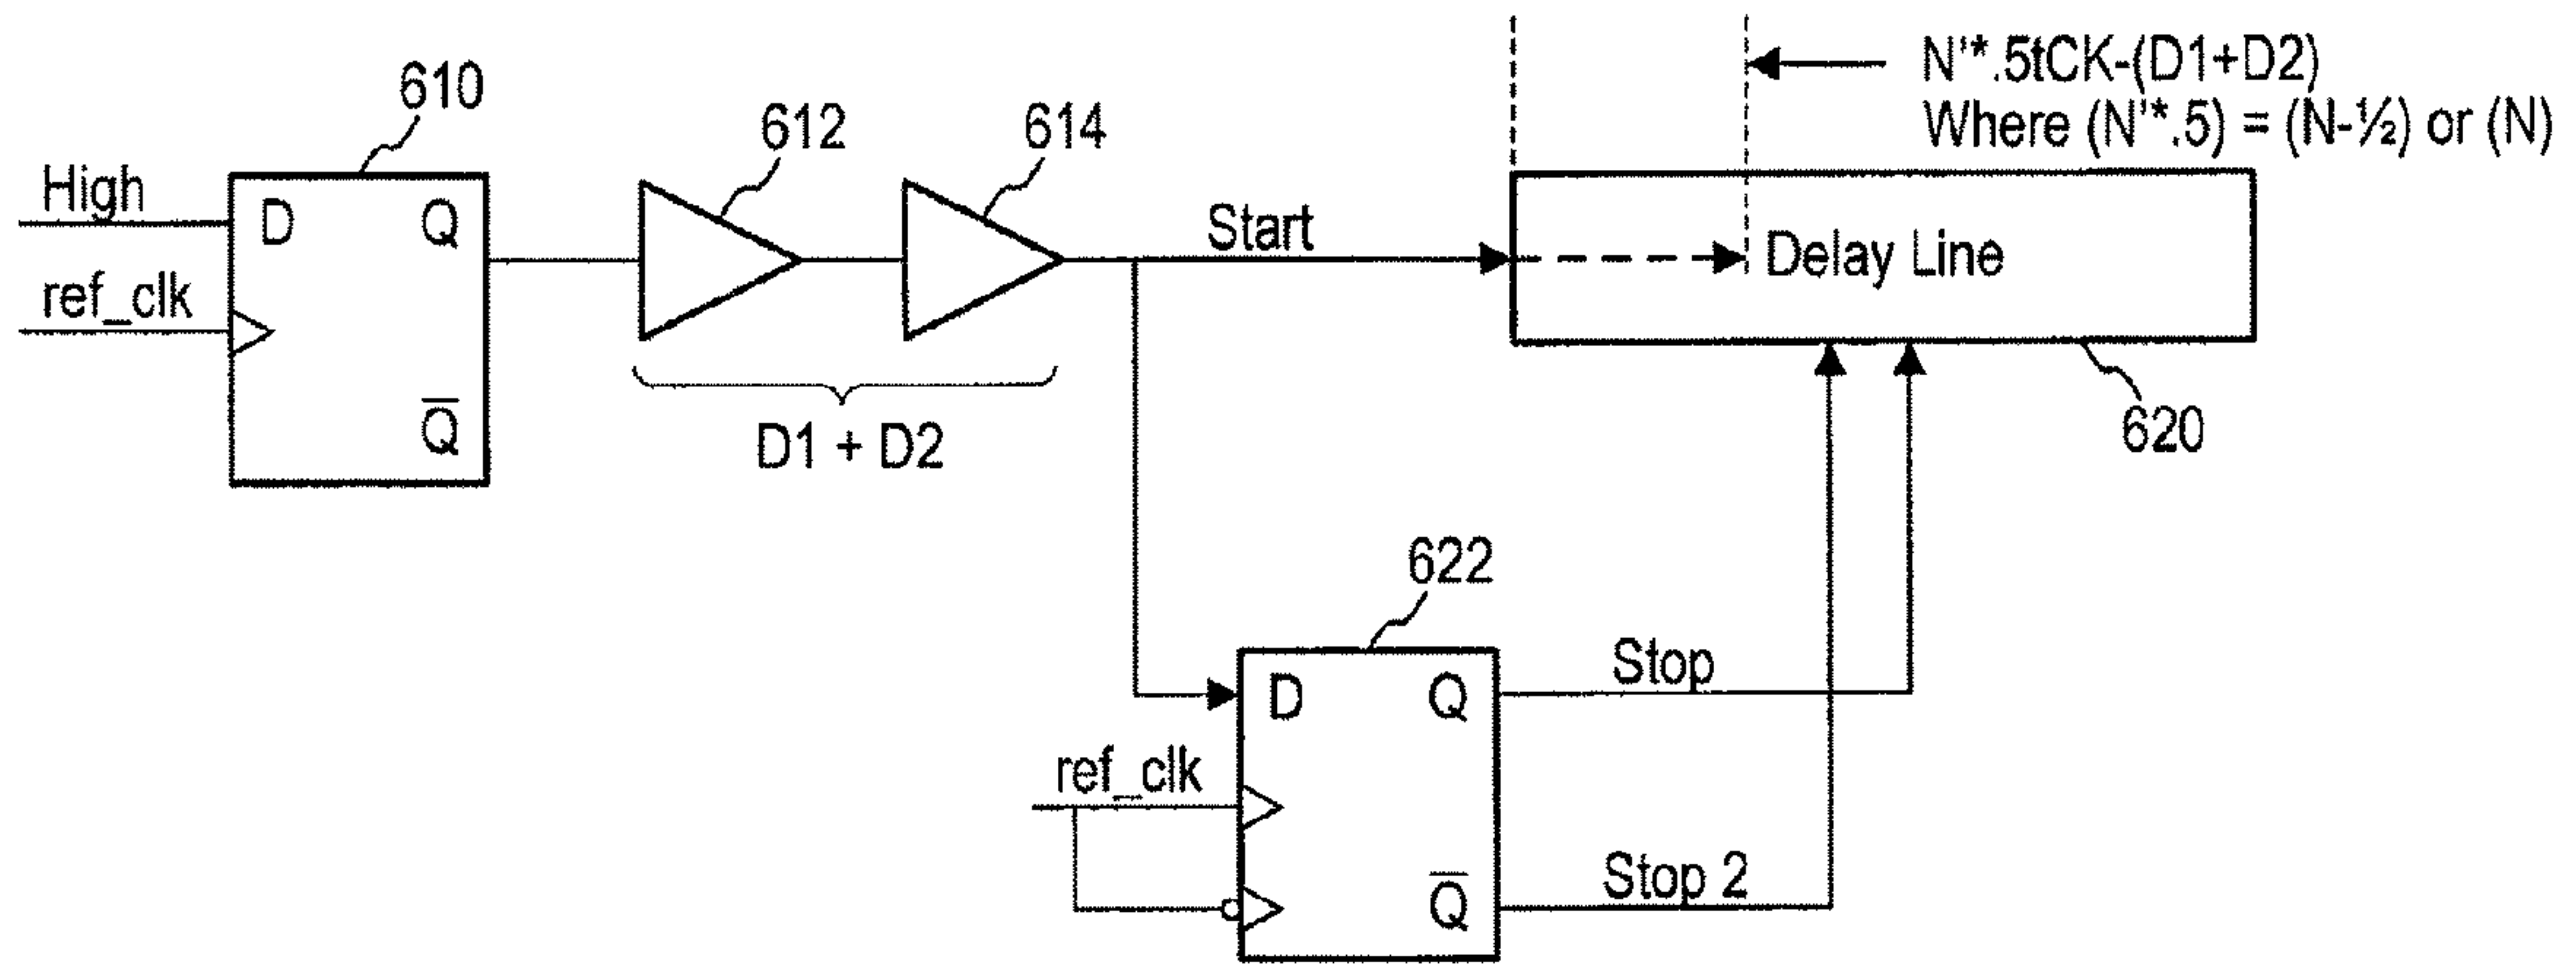 N'*.5tCK-(D1+D2)
Where (N'*.5) = (N-½) or (N)
610
612
614
High
D
Q
ref_clk
Q̅
D1 + D2
Start
Delay Line
620
622
Stop
D
Q
ref_clk
Stop 2
Q̅